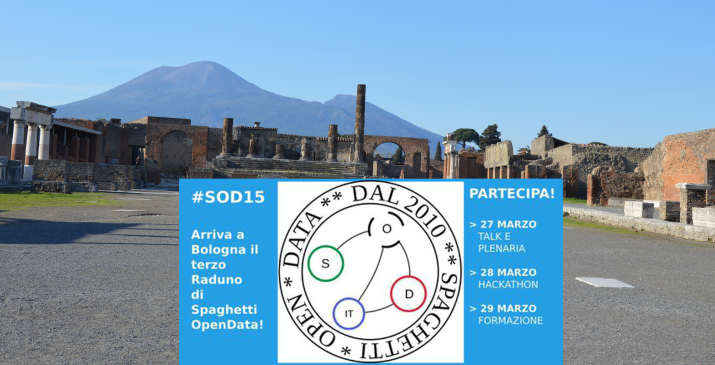 #SOD15
Arriva a
Bologna il
terzo
Raduno
di
Spaghetti
OpenData!
** DAL 2010 ** SPAGHETTI * OPEN * DATA
O
S
D
IT
PARTECIPA!
> 27 MARZO
TALK E
PLENARIA
> 28 MARZO
HACKATHON
> 29 MARZO
FORMAZIONE